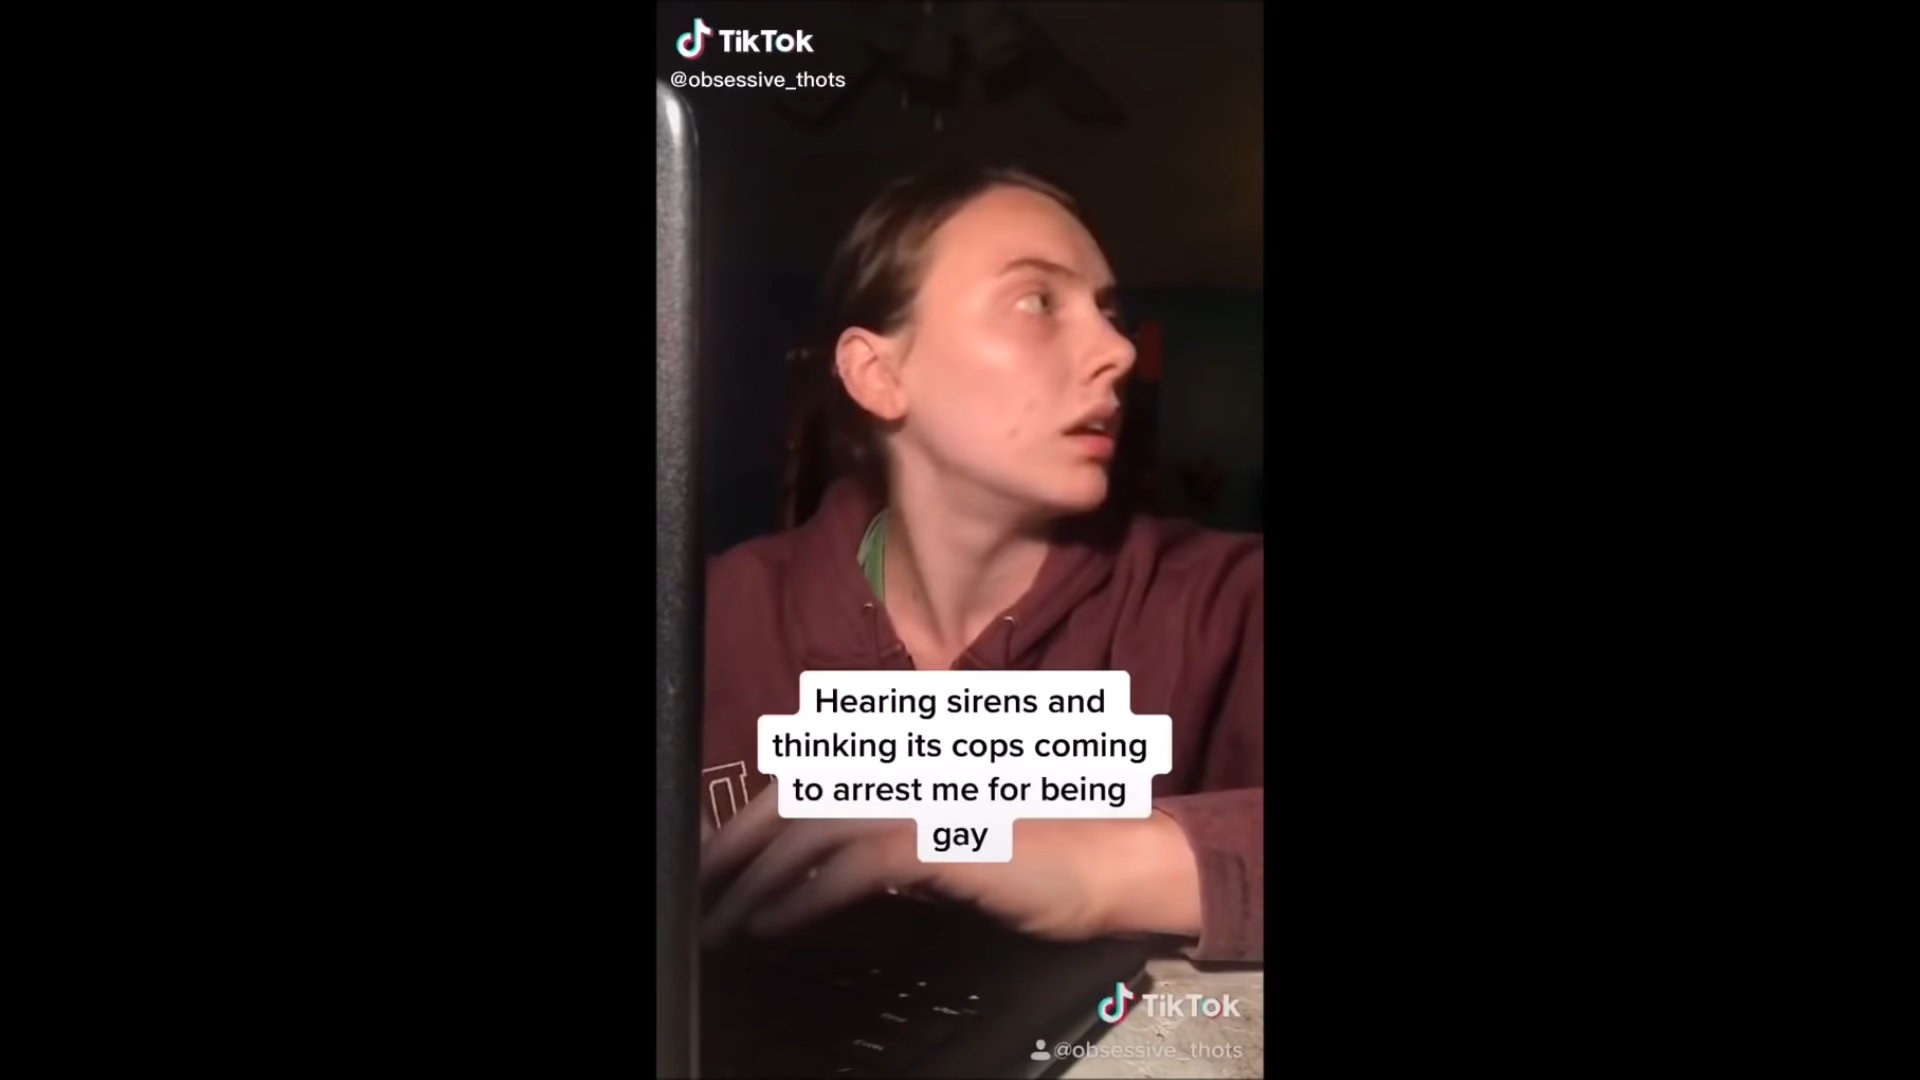 TikTok
@obsessive_thots
Hearing sirens and
thinking its cops coming
to arrest me for being
gay
TikTok
@obsessive_thots